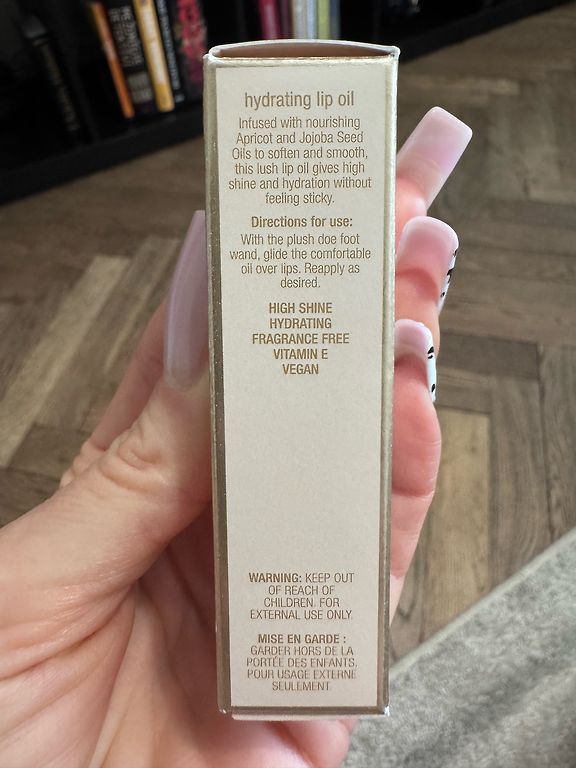 hydrating lip oil
Infused with nourishing
Apricot and Jojoba Seed
Oils to soften and smooth,
this lush lip oil gives high
shine and hydration without
feeling sticky.
Directions for use:
With the plush doe foot
wand, glide the comfortable
oil over lips. Reapply as
desired.
HIGH SHINE
HYDRATING
FRAGRANCE FREE
VITAMIN E
VEGAN
WARNING: KEEP OUT
OF REACH OF
CHILDREN. FOR
EXTERNAL USE ONLY.
MISE EN GARDE :
GARDER HORS DE LA
PORTÉE DES ENFANTS.
POUR USAGE EXTERNE
SEULEMENT.